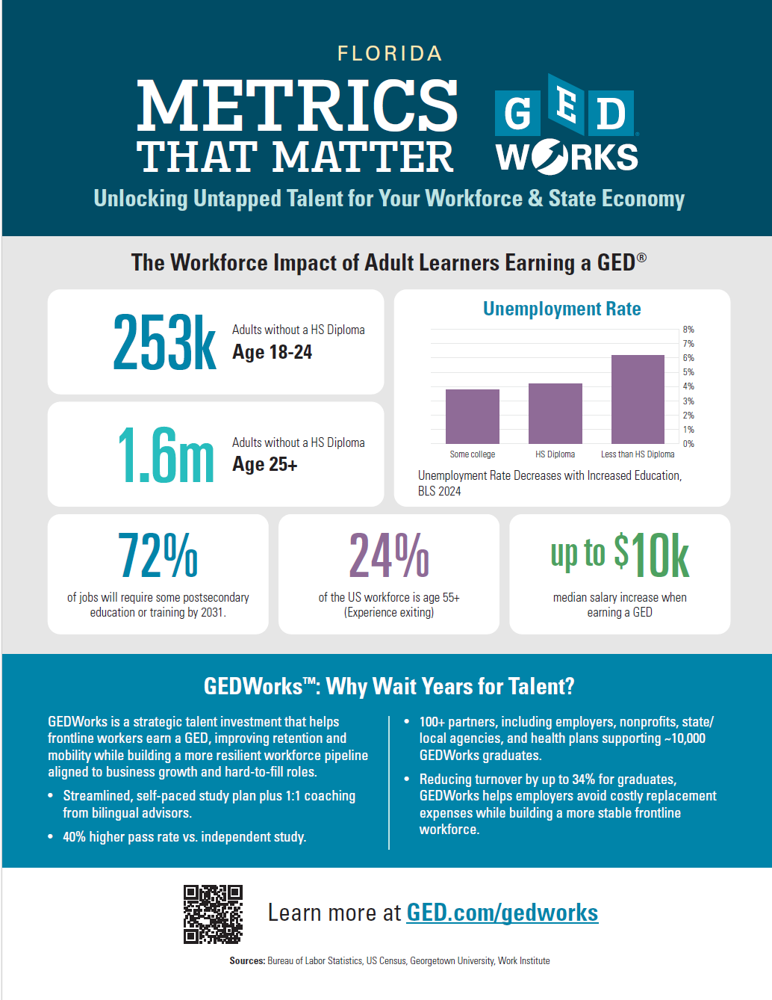 FLORIDA
METRICS
THAT MATTER
GED®
WORKS
Unlocking Untapped Talent for Your Workforce & State Economy
The Workforce Impact of Adult Learners Earning a GED®
253k
Adults without a HS Diploma
Age 18-24
1.6m
Adults without a HS Diploma
Age 25+
Unemployment Rate
8%
7%
6%
5%
4%
3%
2%
1%
0%
Some college
HS Diploma
Less than HS Diploma
Unemployment Rate Decreases with Increased Education,
BLS 2024
72%
of jobs will require some postsecondary
education or training by 2031.
24%
of the US workforce is age 55+
(Experience exiting)
up to $10k
median salary increase when
earning a GED
GEDWorks™: Why Wait Years for Talent?
GEDWorks is a strategic talent investment that helps
frontline workers earn a GED, improving retention and
mobility while building a more resilient workforce pipeline
aligned to business growth and hard-to-fill roles.
• Streamlined, self-paced study plan plus 1:1 coaching
from bilingual advisors.
• 40% higher pass rate vs. independent study.
• 100+ partners, including employers, nonprofits, state/
local agencies, and health plans supporting ~10,000
GEDWorks graduates.
• Reducing turnover by up to 34% for graduates,
GEDWorks helps employers avoid costly replacement
expenses while building a more stable frontline
workforce.
Learn more at GED.com/gedworks
Sources: Bureau of Labor Statistics, US Census, Georgetown University, Work Institute